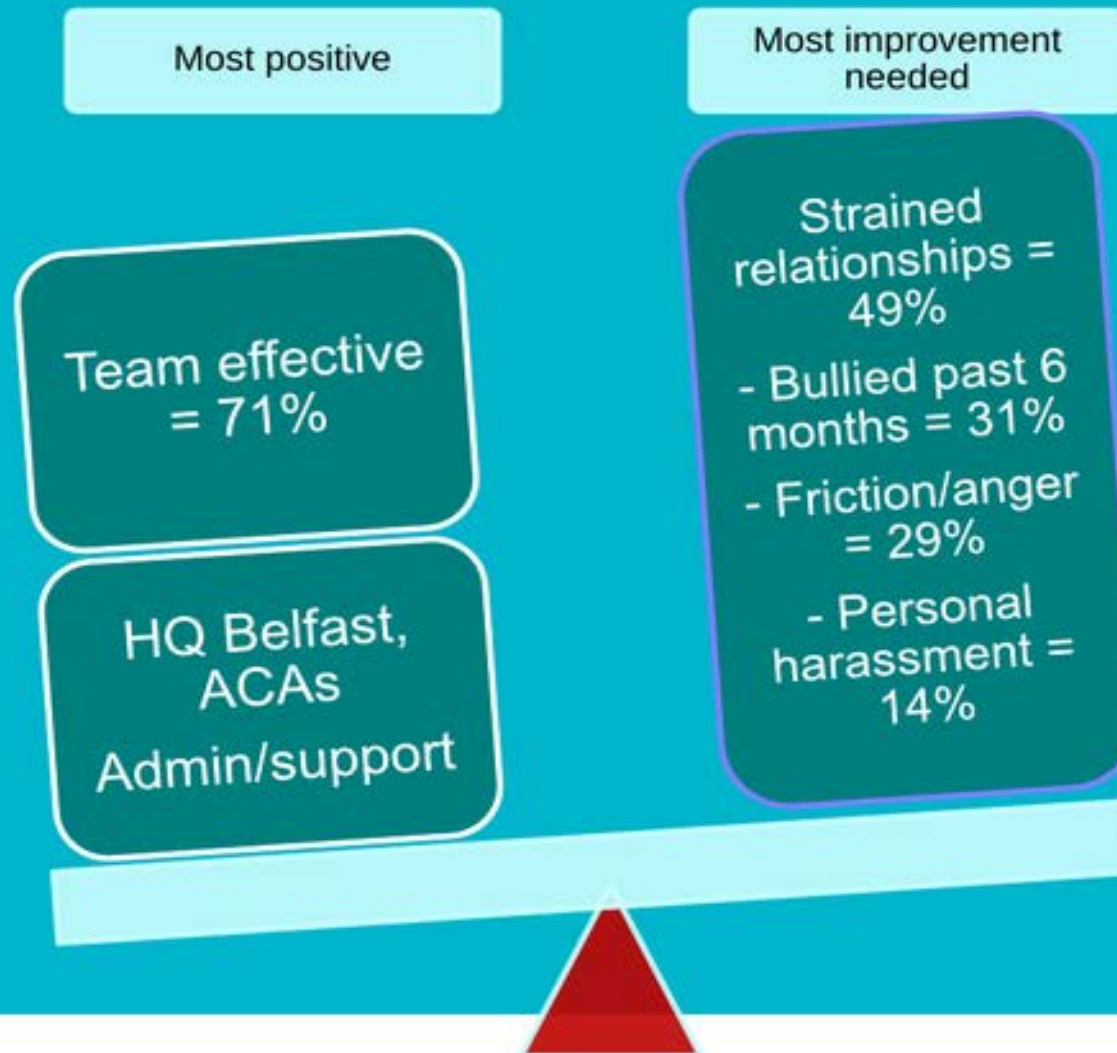 Most positive
Most improvement
needed
Team effective
= 71%
HQ Belfast,
ACAs
Admin/support
Strained
relationships =
49%
- Bullied past 6
months = 31%
- Friction/anger
= 29%
- Personal
harassment =
14%